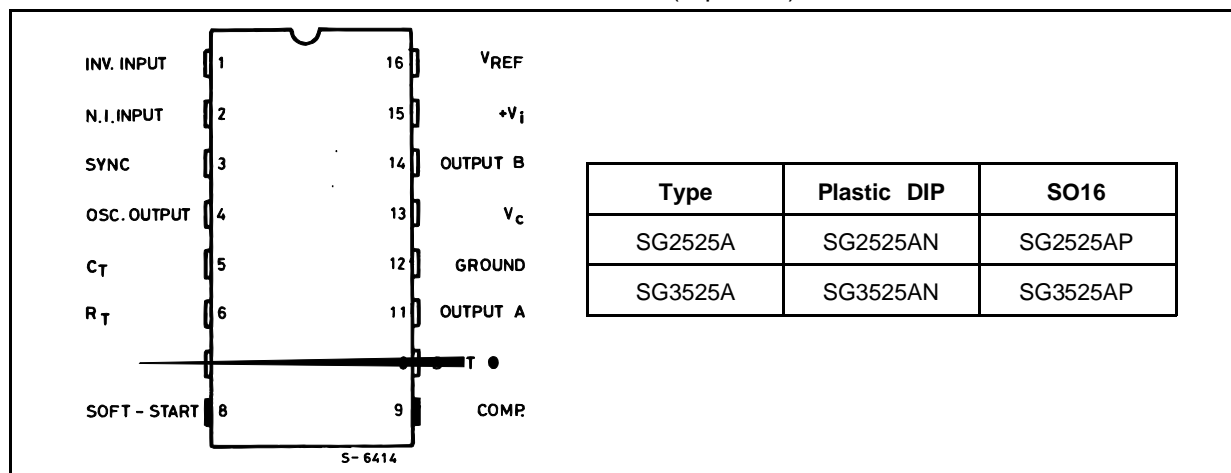 INV. INPUT 1 16 VREF
N.I. INPUT 2 15 +Vi
SYNC 3 14 OUTPUT B
OSC. OUTPUT 4 13 Vc
CT 5 12 GROUND
RT 6 11 OUTPUT A
T
SOFT - START 8 9 COMP.
S-6414
Type Plastic DIP SO16
SG2525A SG2525AN SG2525AP
SG3525A SG3525AN SG3525AP